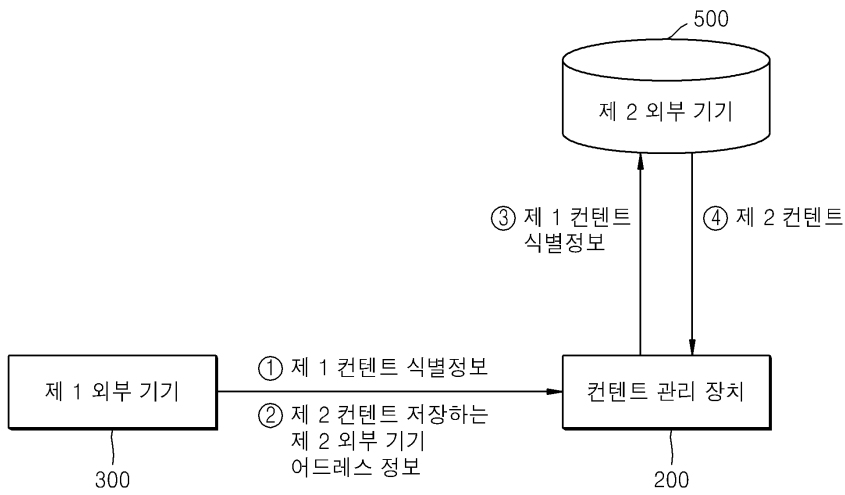 500
제 2 외부 기기
③ 제 1 컨텐트
식별정보
④ 제 2 컨텐트
① 제 1 컨텐트 식별정보
제 1 외부 기기
컨텐트 관리 장치
② 제 2 컨텐트 저장하는
제 2 외부 기기
어드레스 정보
300
200